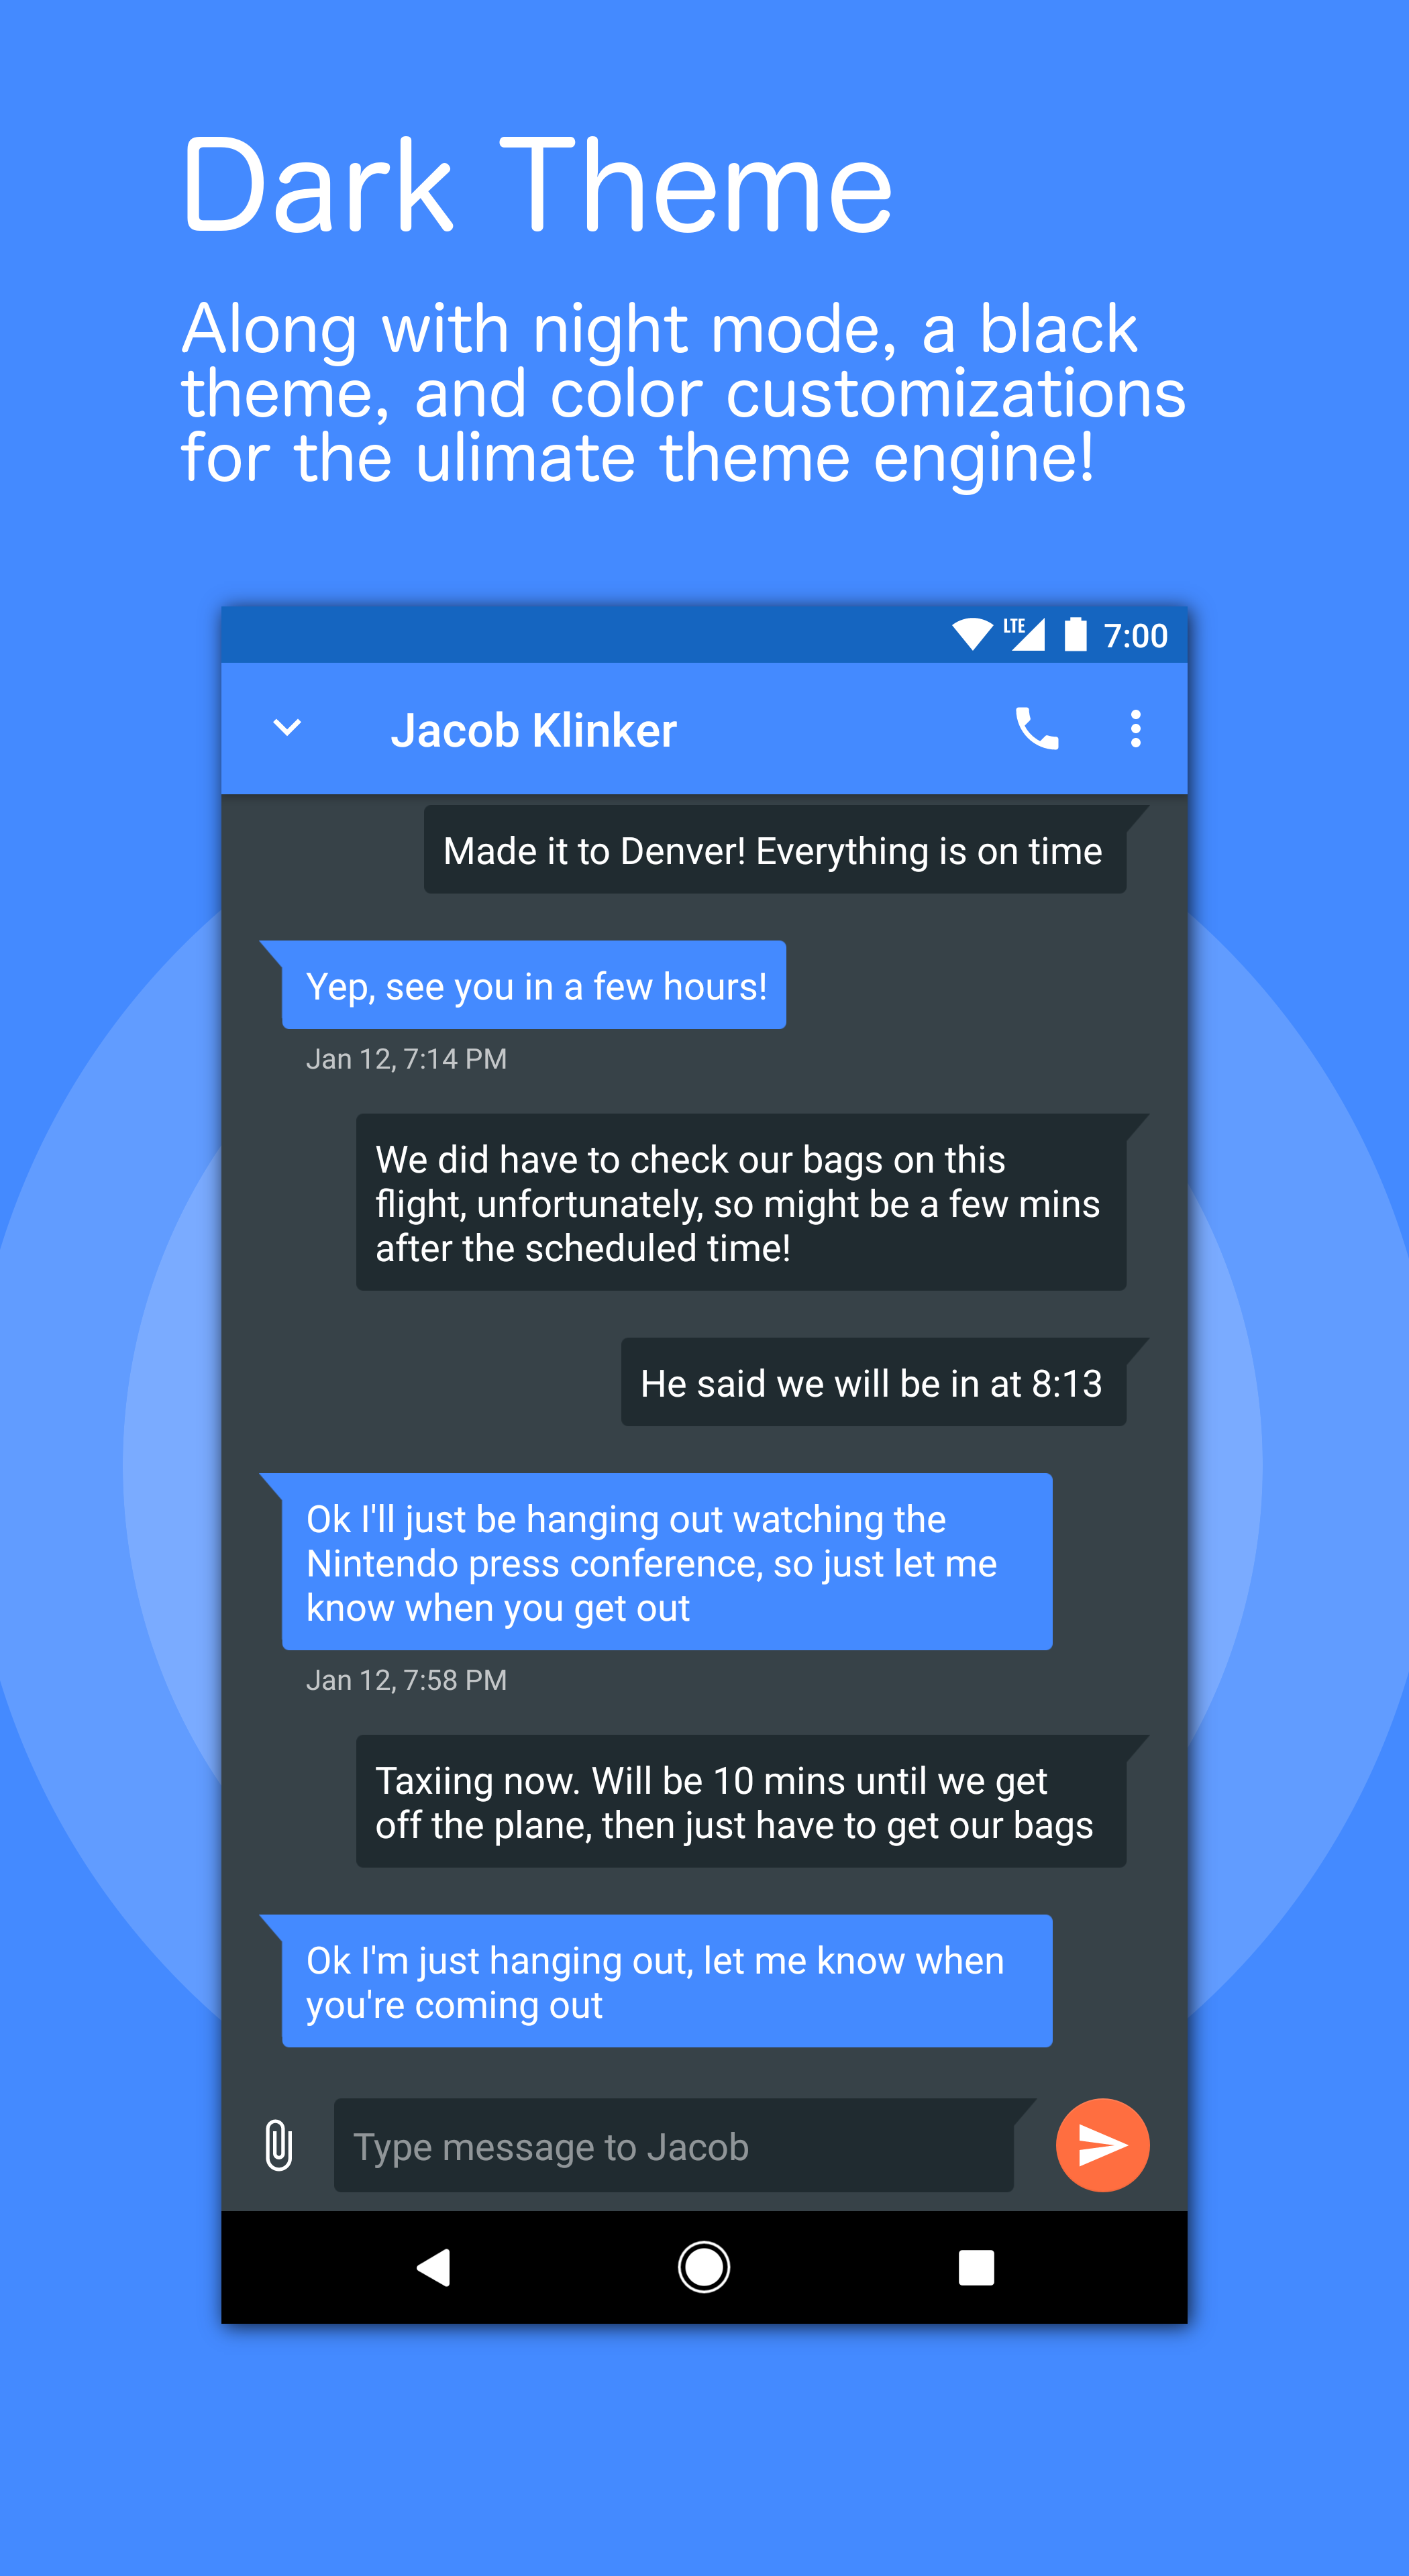 Dark Theme
Along with night mode, a black
theme, and color customizations
for the ulimate theme engine!
LTE 7:00
Jacob Klinker
Made it to Denver! Everything is on time
Yep, see you in a few hours!
Jan 12, 7:14 PM
We did have to check our bags on this
flight, unfortunately, so might be a few mins
after the scheduled time!
He said we will be in at 8:13
Ok I'll just be hanging out watching the
Nintendo press conference, so just let me
know when you get out
Jan 12, 7:58 PM
Taxiing now. Will be 10 mins until we get
off the plane, then just have to get our bags
Ok I'm just hanging out, let me know when
you're coming out
Type message to Jacob